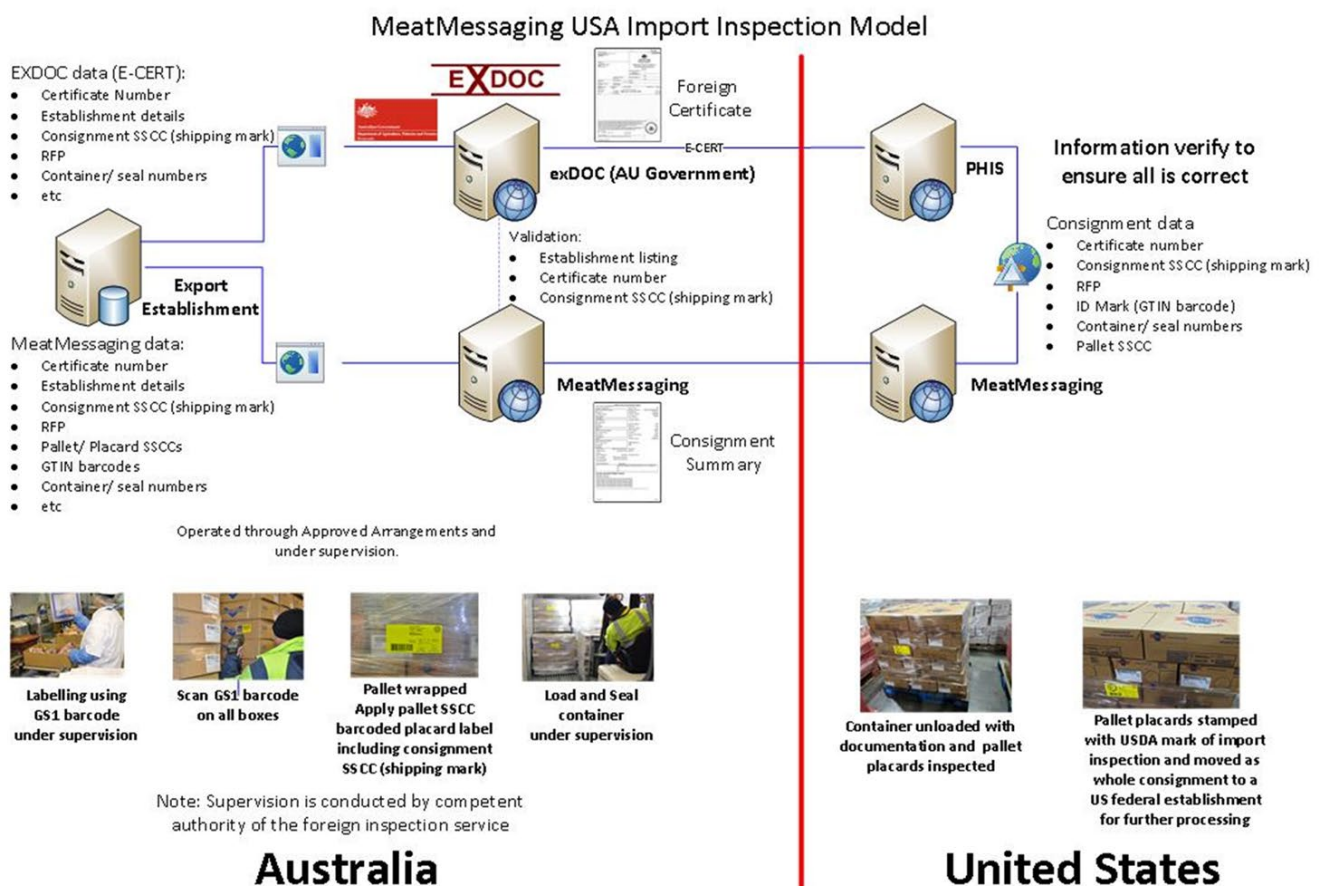 MeatMessaging USA Import Inspection Model
EXDOC data (E-CERT):
• Certificate Number
• Establishment details
• Consignment SSCC (shipping mark)
• RFP
• Container/ seal numbers
• etc
EXDOC
Foreign
Certificate
E-CERT
exDOC (AU Government)
PHIS
Information verify to
ensure all is correct
Validation:
• Establishment listing
• Certificate number
• Consignment SSCC (shipping mark)
Consignment data
• Certificate number
• Consignment SSCC (shipping mark)
• RFP
• ID Mark (GTIN barcode)
• Container/ seal numbers
• Pallet SSCC
Export
Establishment
MeatMessaging data:
• Certificate number
• Establishment details
• Consignment SSCC (shipping mark)
• RFP
• Pallet/ Placard SSCCs
• GTIN barcodes
• Container/ seal numbers
• etc
MeatMessaging
MeatMessaging
Consignment
Summary
Operated through Approved Arrangements and
under supervision.
Labelling using
GS1 barcode
under supervision
Scan GS1 barcode
on all boxes
Pallet wrapped
Apply pallet SSCC
barcoded placard label
including consignment
SSCC (shipping mark)
Load and Seal
container
under supervision
Container unloaded with
documentation and pallet
placards inspected
Pallet placards stamped
with USDA mark of import
inspection and moved as
whole consignment to a
US federal establishment
for further processing
Note: Supervision is conducted by competent
authority of the foreign inspection service
Australia
United States